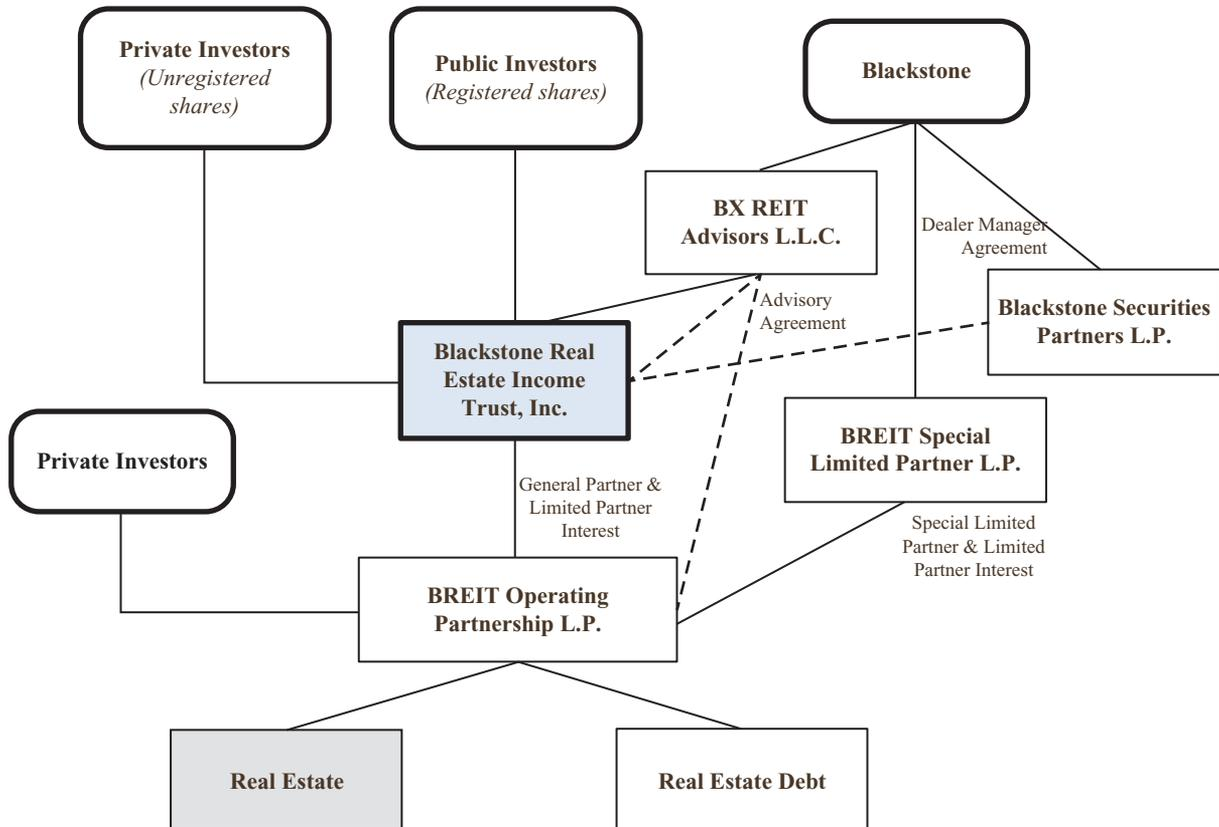 Private Investors
(Unregistered
shares)
Public Investors
(Registered shares)
Blackstone
BX REIT
Advisors L.L.C.
Dealer Manager
Agreement
Blackstone Securities
Partners L.P.
Advisory
Agreement
Blackstone Real
Estate Income
Trust, Inc.
Private Investors
BREIT Special
Limited Partner L.P.
General Partner &
Limited Partner
Interest
Special Limited
Partner & Limited
Partner Interest
BREIT Operating
Partnership L.P.
Real Estate
Real Estate Debt